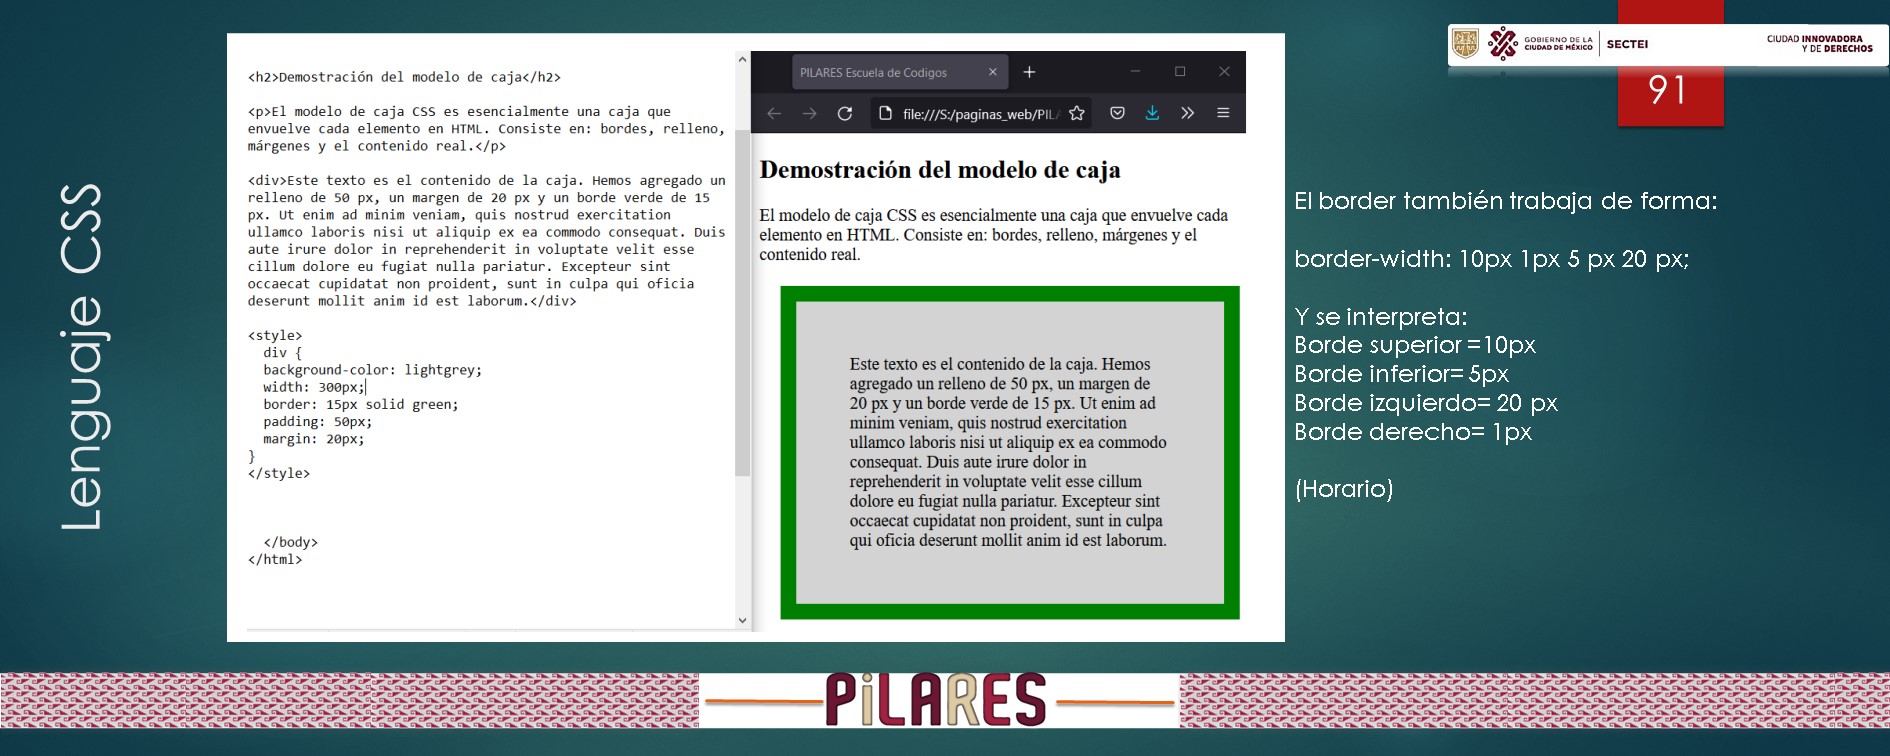 Lenguaje CSS
<h2>Demostración del modelo de caja</h2>
<p>El modelo de caja CSS es esencialmente una caja que
envuelve cada elemento en HTML. Consiste en: bordes, relleno,
márgenes y el contenido real.</p>
<div>Este texto es el contenido de la caja. Hemos agregado un
relleno de 50 px, un margen de 20 px y un borde verde de 15
px. Ut enim ad minim veniam, quis nostrud exercitation
ullamco laboris nisi ut aliquip ex ea commodo consequat. Duis
aute irure dolor in reprehenderit in voluptate velit esse
cillum dolore eu fugiat nulla pariatur. Excepteur sint
occaecat cupidatat non proident, sunt in culpa qui oficia
deserunt mollit anim id est laborum.</div>
<style>
div {
background-color: lightgrey;
width: 300px;
border: 15px solid green;
padding: 50px;
margin: 20px;
}
</style>
</body>
</html>
PILARES Escuela de Codigos
file:///S:/paginas_web/PIL
Demostración del modelo de caja
El modelo de caja CSS es esencialmente una caja que envuelve cada
elemento en HTML. Consiste en: bordes, relleno, márgenes y el
contenido real.
Este texto es el contenido de la caja. Hemos
agregado un relleno de 50 px, un margen de
20 px y un borde verde de 15 px. Ut enim ad
minim veniam, quis nostrud exercitation
ullamco laboris nisi ut aliquip ex ea commodo
consequat. Duis aute irure dolor in
reprehenderit in voluptate velit esse cillum
dolore eu fugiat nulla pariatur. Excepteur sint
occaecat cupidatat non proident, sunt in culpa
qui oficia deserunt mollit anim id est laborum.
GOBIERNO DE LA
CIUDAD DE MÉXICO
SECTEI
CIUDAD INNOVADORA
Y DE DERECHOS
91
El border también trabaja de forma:
border-width: 10px 1px 5 px 20 px;
Y se interpreta:
Borde superior =10px
Borde inferior= 5px
Borde izquierdo= 20 px
Borde derecho= 1px
(Horario)
PiLARES